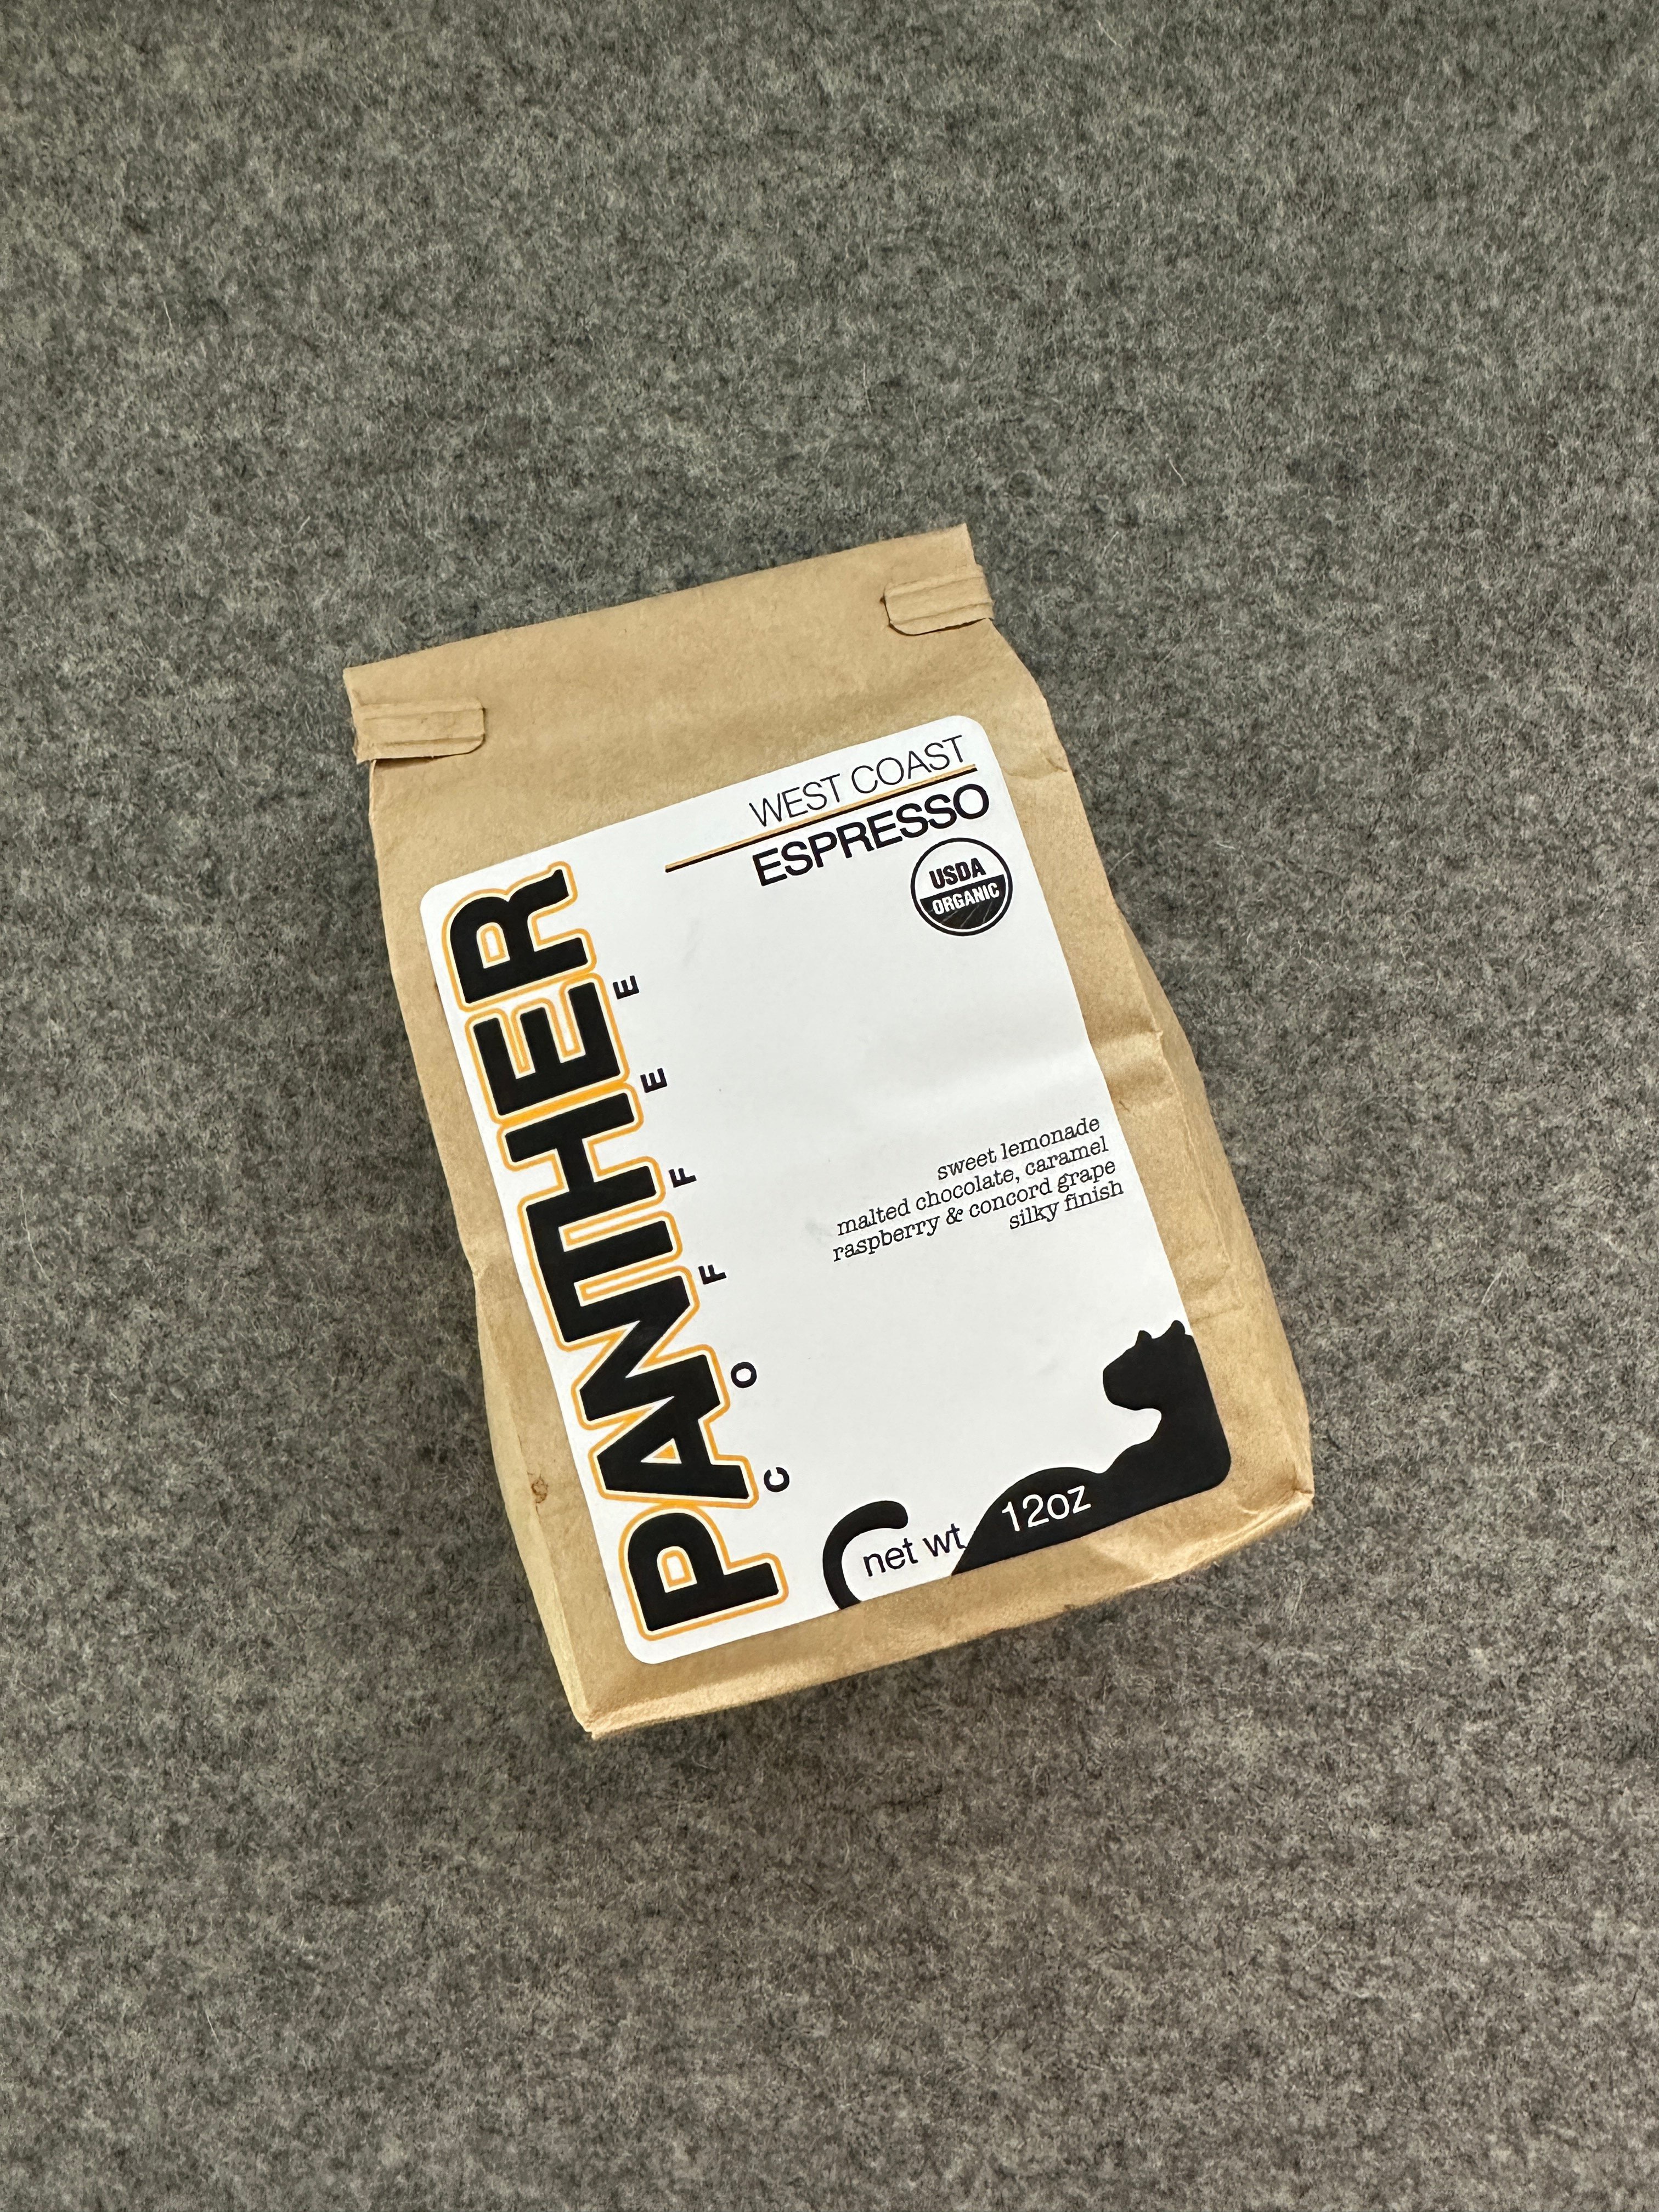 WEST COAST
ESPRESSO
USDA
ORGANIC
PANTHER
COFFEE
sweet lemonade
malted chocolate, caramel
raspberry & concord grape
silky finish
net wt 12oz